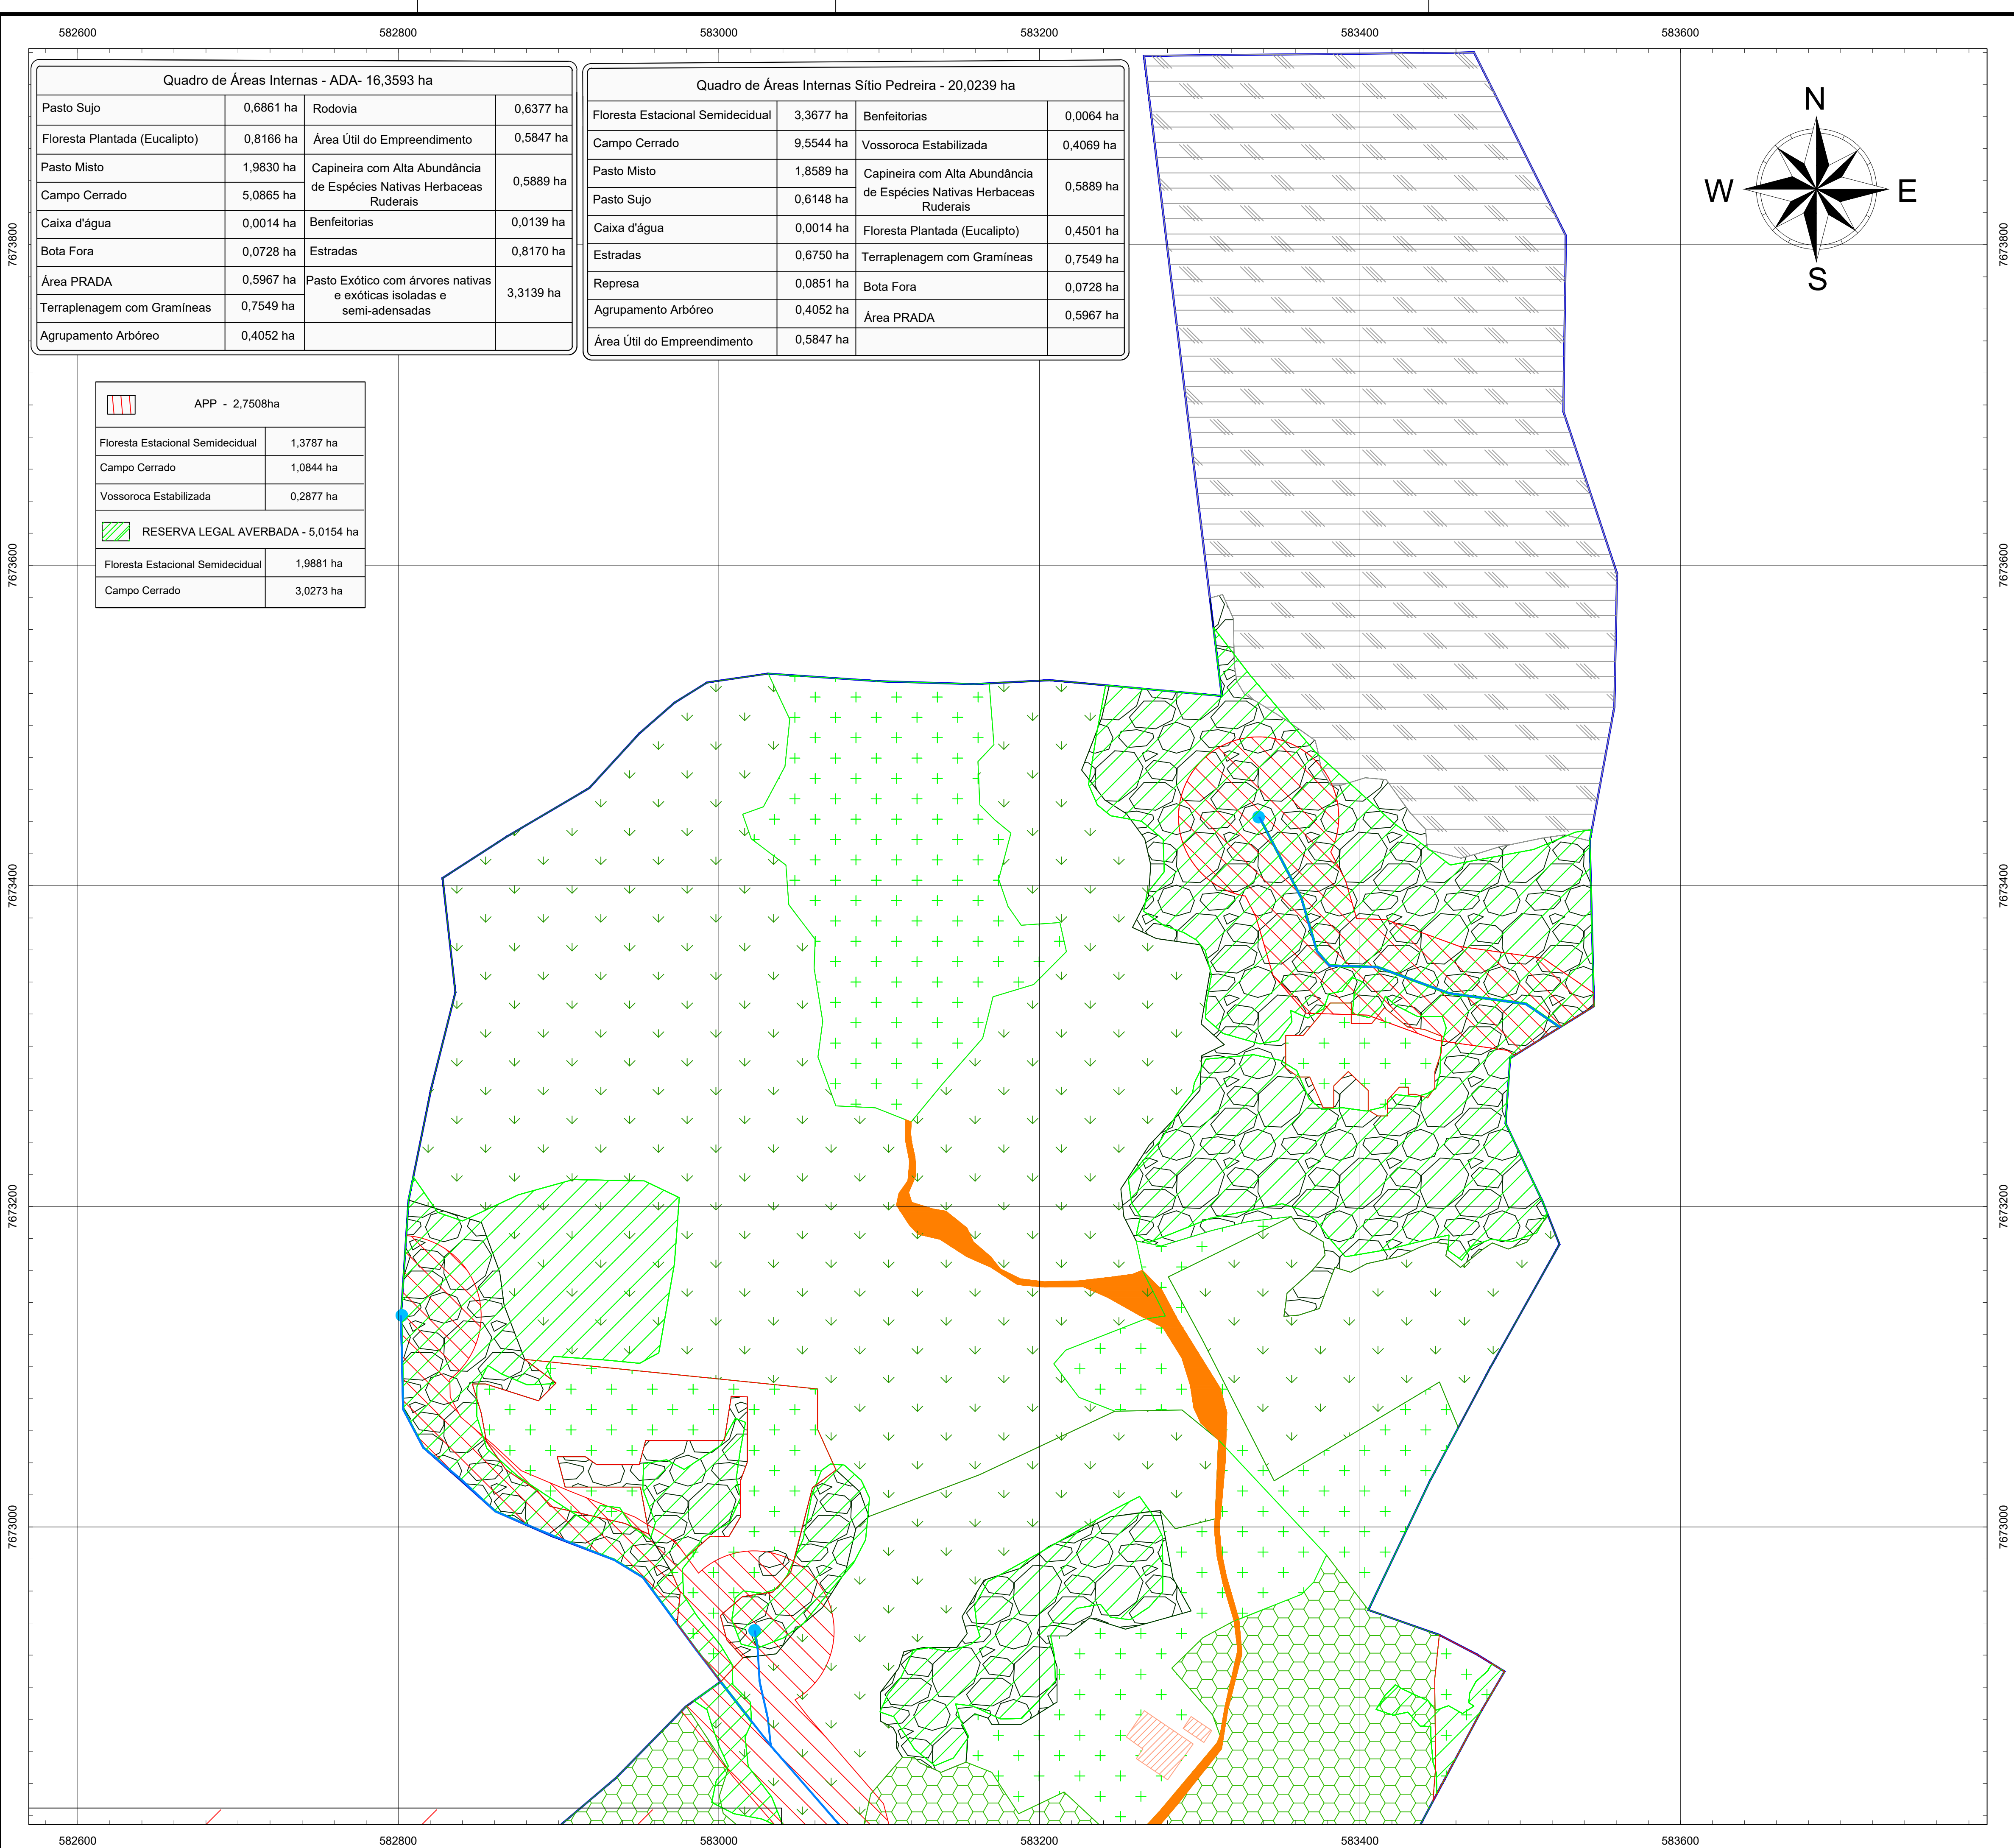 582600 582800 583000 583200 583400 583600
Quadro de Áreas Internas - ADA- 16,3593 ha
Pasto Sujo 0,6861 ha Rodovia 0,6377 ha
Floresta Plantada (Eucalipto) 0,8166 ha Área Útil do Empreendimento 0,5847 ha
Pasto Misto 1,9830 ha Capineira com Alta Abundância
de Espécies Nativas Herbaceas 0,5889 ha
Campo Cerrado 5,0865 ha Ruderais
Caixa d'água 0,0014 ha Benfeitorias 0,0139 ha
Bota Fora 0,0728 ha Estradas 0,8170 ha
Área PRADA 0,5967 ha Pasto Exótico com árvores nativas
e exóticas isoladas e 3,3139 ha
Terraplenagem com Gramíneas 0,7549 ha semi-adensadas
Agrupamento Arbóreo 0,4052 ha
Quadro de Áreas Internas Sítio Pedreira - 20,0239 ha
Floresta Estacional Semidecidual 3,3677 ha Benfeitorias 0,0064 ha
Campo Cerrado 9,5544 ha Vossoroca Estabilizada 0,4069 ha
Pasto Misto 1,8589 ha Capineira com Alta Abundância
de Espécies Nativas Herbaceas 0,5889 ha
Pasto Sujo 0,6148 ha Ruderais
Caixa d'água 0,0014 ha Floresta Plantada (Eucalipto) 0,4501 ha
Estradas 0,6750 ha Terraplenagem com Gramíneas 0,7549 ha
Represa 0,0851 ha Bota Fora 0,0728 ha
Agrupamento Arbóreo 0,4052 ha Área PRADA 0,5967 ha
Área Útil do Empreendimento 0,5847 ha
N
W E
S
APP - 2,7508ha
Floresta Estacional Semidecidual 1,3787 ha
Campo Cerrado 1,0844 ha
Vossoroca Estabilizada 0,2877 ha
RESERVA LEGAL AVERBADA - 5,0154 ha
Floresta Estacional Semidecidual 1,9881 ha
Campo Cerrado 3,0273 ha
7673800 7673800
7673600 7673600
7673400 7673400
7673200 7673200
7673000 7673000
582600 582800 583000 583200 583400 583600